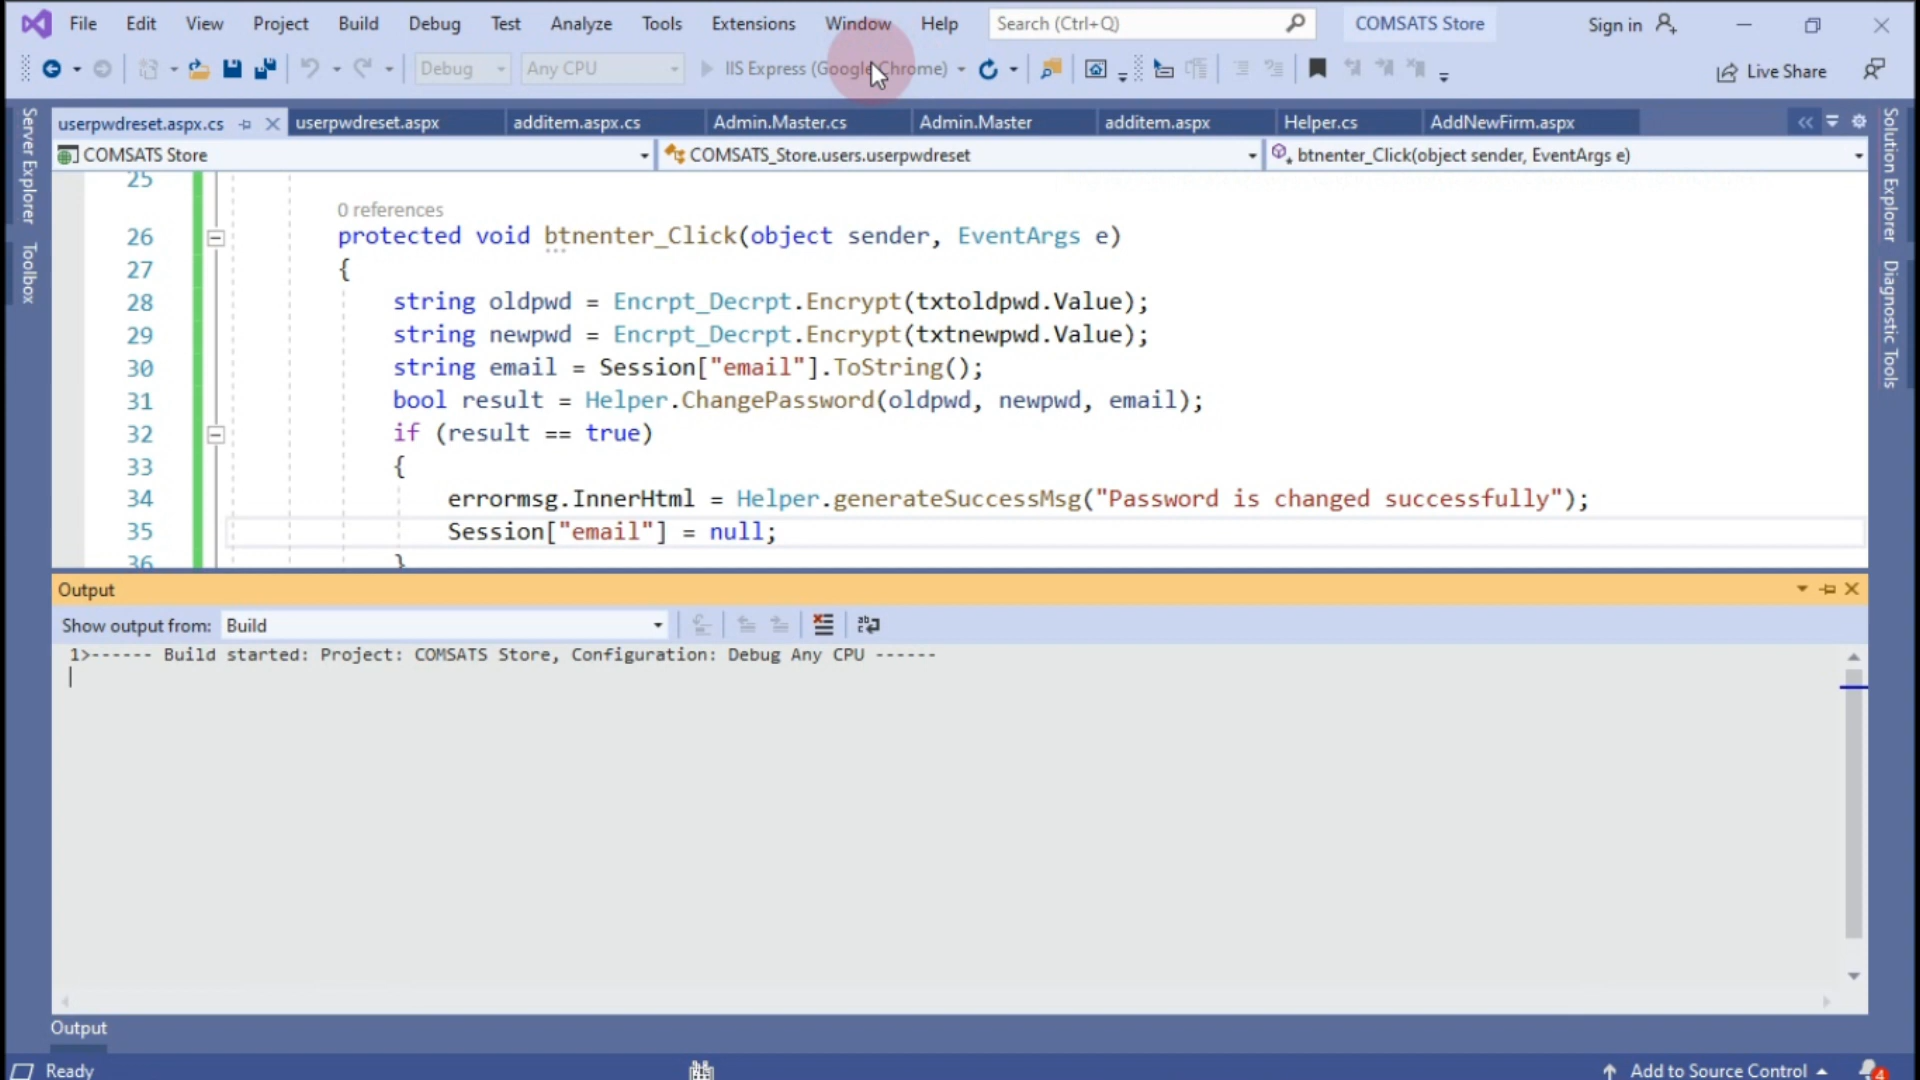 File Edit View Project Build Debug Test Analyze Tools Extensions Window Help Search (Ctrl+Q) COMSATS Store Sign in
Debug Any CPU IIS Express (Google Chrome) Live Share
userpwdreset.aspx.cs userpwdreset.aspx additem.aspx.cs Admin.Master.cs Admin.Master additem.aspx Helper.cs AddNewFirm.aspx
COMSATS Store COMSATS_Store.users.userpwdreset btnenter_Click(object sender, EventArgs e)
Server Explorer
Toolbox
Solution Explorer
Diagnostic Tools
25
0 references
26 protected void btnenter_Click(object sender, EventArgs e)
27 {
28 string oldpwd = Encrpt_Decrpt.Encrypt(txtoldpwd.Value);
29 string newpwd = Encrpt_Decrpt.Encrypt(txtnewpwd.Value);
30 string email = Session["email"].ToString();
31 bool result = Helper.ChangePassword(oldpwd, newpwd, email);
32 if (result == true)
33 {
34 errormsg.InnerHtml = Helper.generateSuccessMsg("Password is changed successfully");
35 Session["email"] = null;
36 }
Output
Show output from: Build
1>------ Build started: Project: COMSATS Store, Configuration: Debug Any CPU ------
Output
Ready Add to Source Control 4